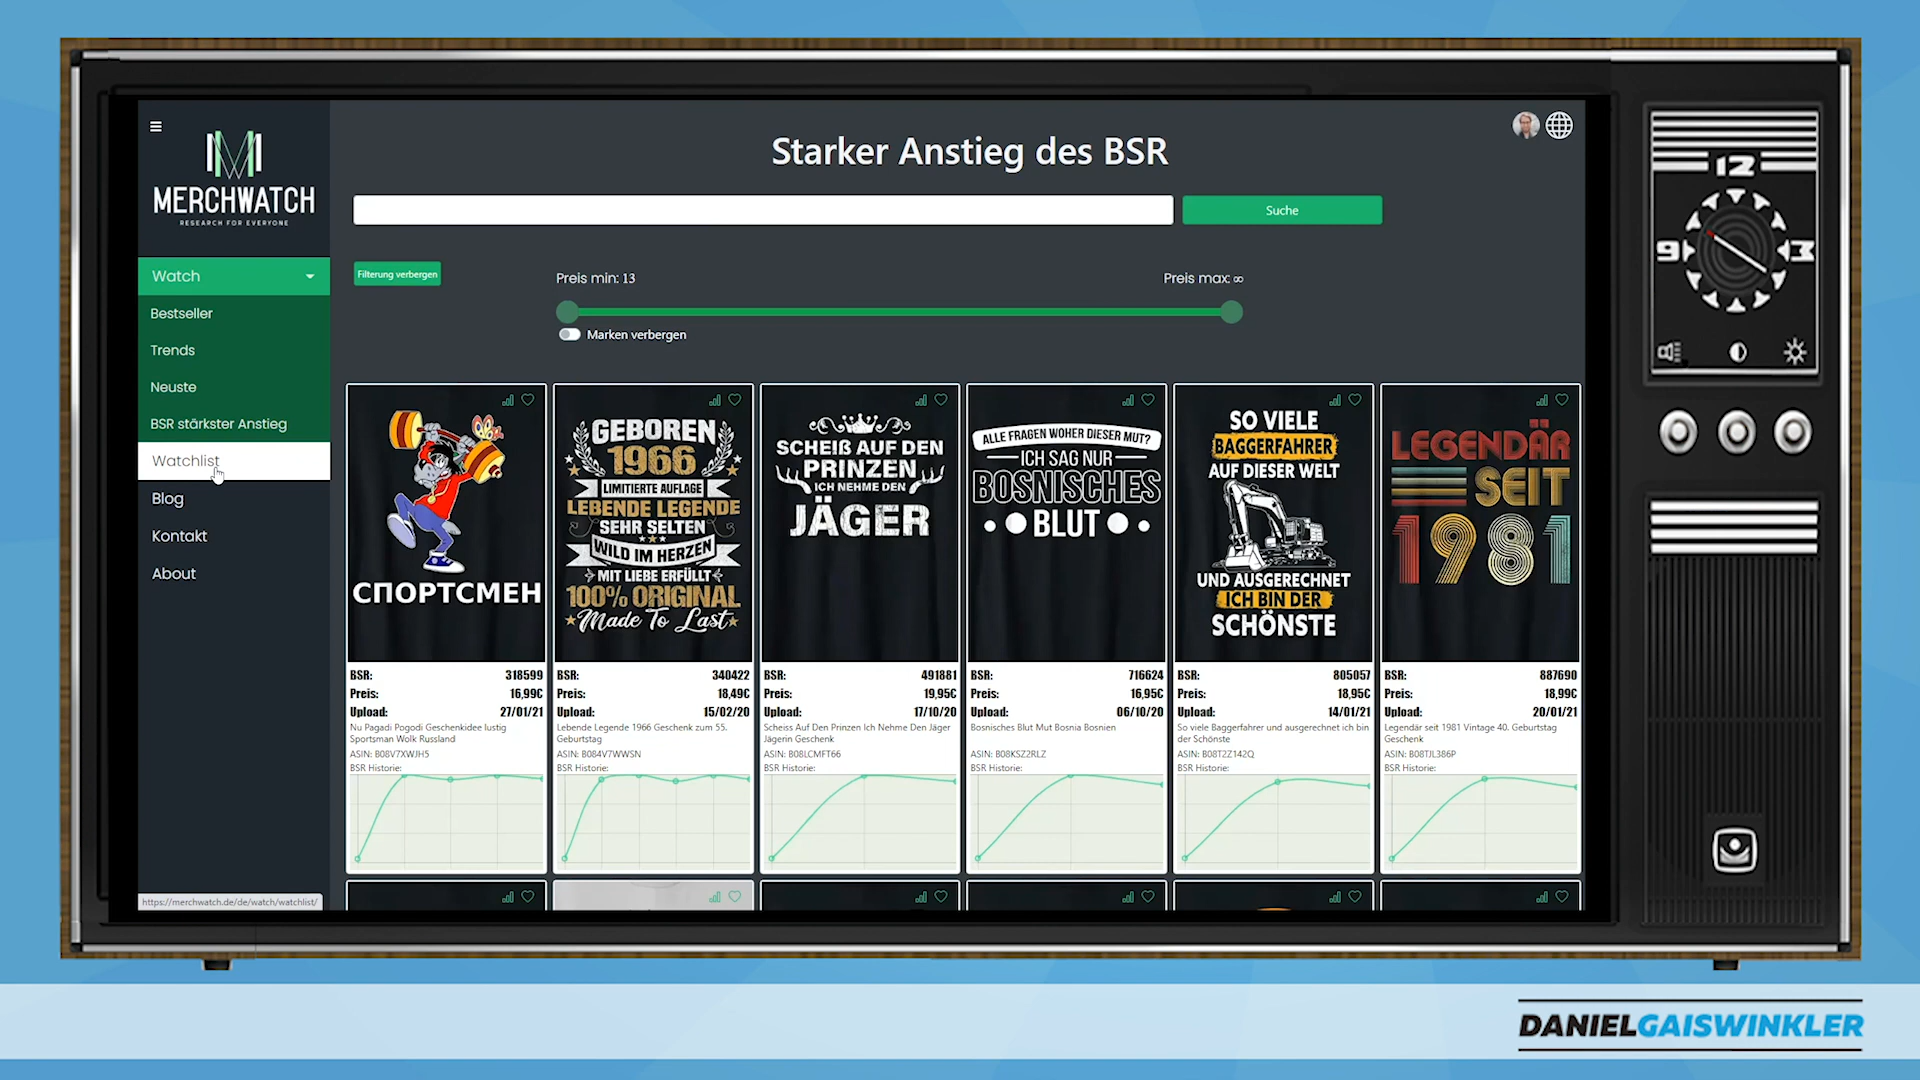 MERCHWATCH
RESEARCH FOR EVERYONE
Watch
Bestseller
Trends
Neuste
BSR stärkster Anstieg
Watchlist
Blog
Kontakt
About
https://merchwatch.de/de/watch/watchlist/
Starker Anstieg des BSR
Suche
Filterung verbergen
Preis min: 13
Preis max: ∞
Marken verbergen
СПОРТСМЕН
BSR: 318599
Preis: 16,99€
Upload: 27/01/21
Nu Pagadi Pogodi Geschenkidee lustig
Sportsman Wolk Russland
ASIN: B08V7XWJH5
BSR Historie:
GEBOREN
1966
LIMITIERTE AUFLAGE
LEBENDE LEGENDE
SEHR SELTEN
WILD IM HERZEN
MIT LIEBE ERFÜLLT
100% ORIGINAL
Made To Last
BSR: 340422
Preis: 18,49€
Upload: 15/02/20
Lebende Legende 1966 Geschenk zum 55.
Geburtstag
ASIN: B084V7WWSN
BSR Historie:
SCHEIß AUF DEN
PRINZEN
ICH NEHME DEN
JÄGER
BSR: 491881
Preis: 19,95€
Upload: 17/10/20
Scheiss Auf Den Prinzen Ich Nehme Den Jäger
Jägerin Geschenk
ASIN: B08LCMFT66
BSR Historie:
ALLE FRAGEN WOHER DIESER MUT?
ICH SAG NUR
BOSNISCHES
BLUT
BSR: 716624
Preis: 16,95€
Upload: 06/10/20
Bosnisches Blut Mut Bosnia Bosnien
ASIN: B08KSZ2RLZ
BSR Historie:
SO VIELE
BAGGERFAHRER
AUF DIESER WELT
UND AUSGERECHNET
ICH BIN DER
SCHÖNSTE
BSR: 805057
Preis: 18,95€
Upload: 14/01/21
So viele Baggerfahrer und ausgerechnet ich bin
der Schönste
ASIN: B08T2Z142Q
BSR Historie:
LEGENDÄR
SEIT
1981
BSR: 887690
Preis: 18,99€
Upload: 20/01/21
Legendär seit 1981 Vintage 40. Geburtstag
Geschenk
ASIN: B08TJL386P
BSR Historie:
12
9
3
DANIELGAISWINKLER